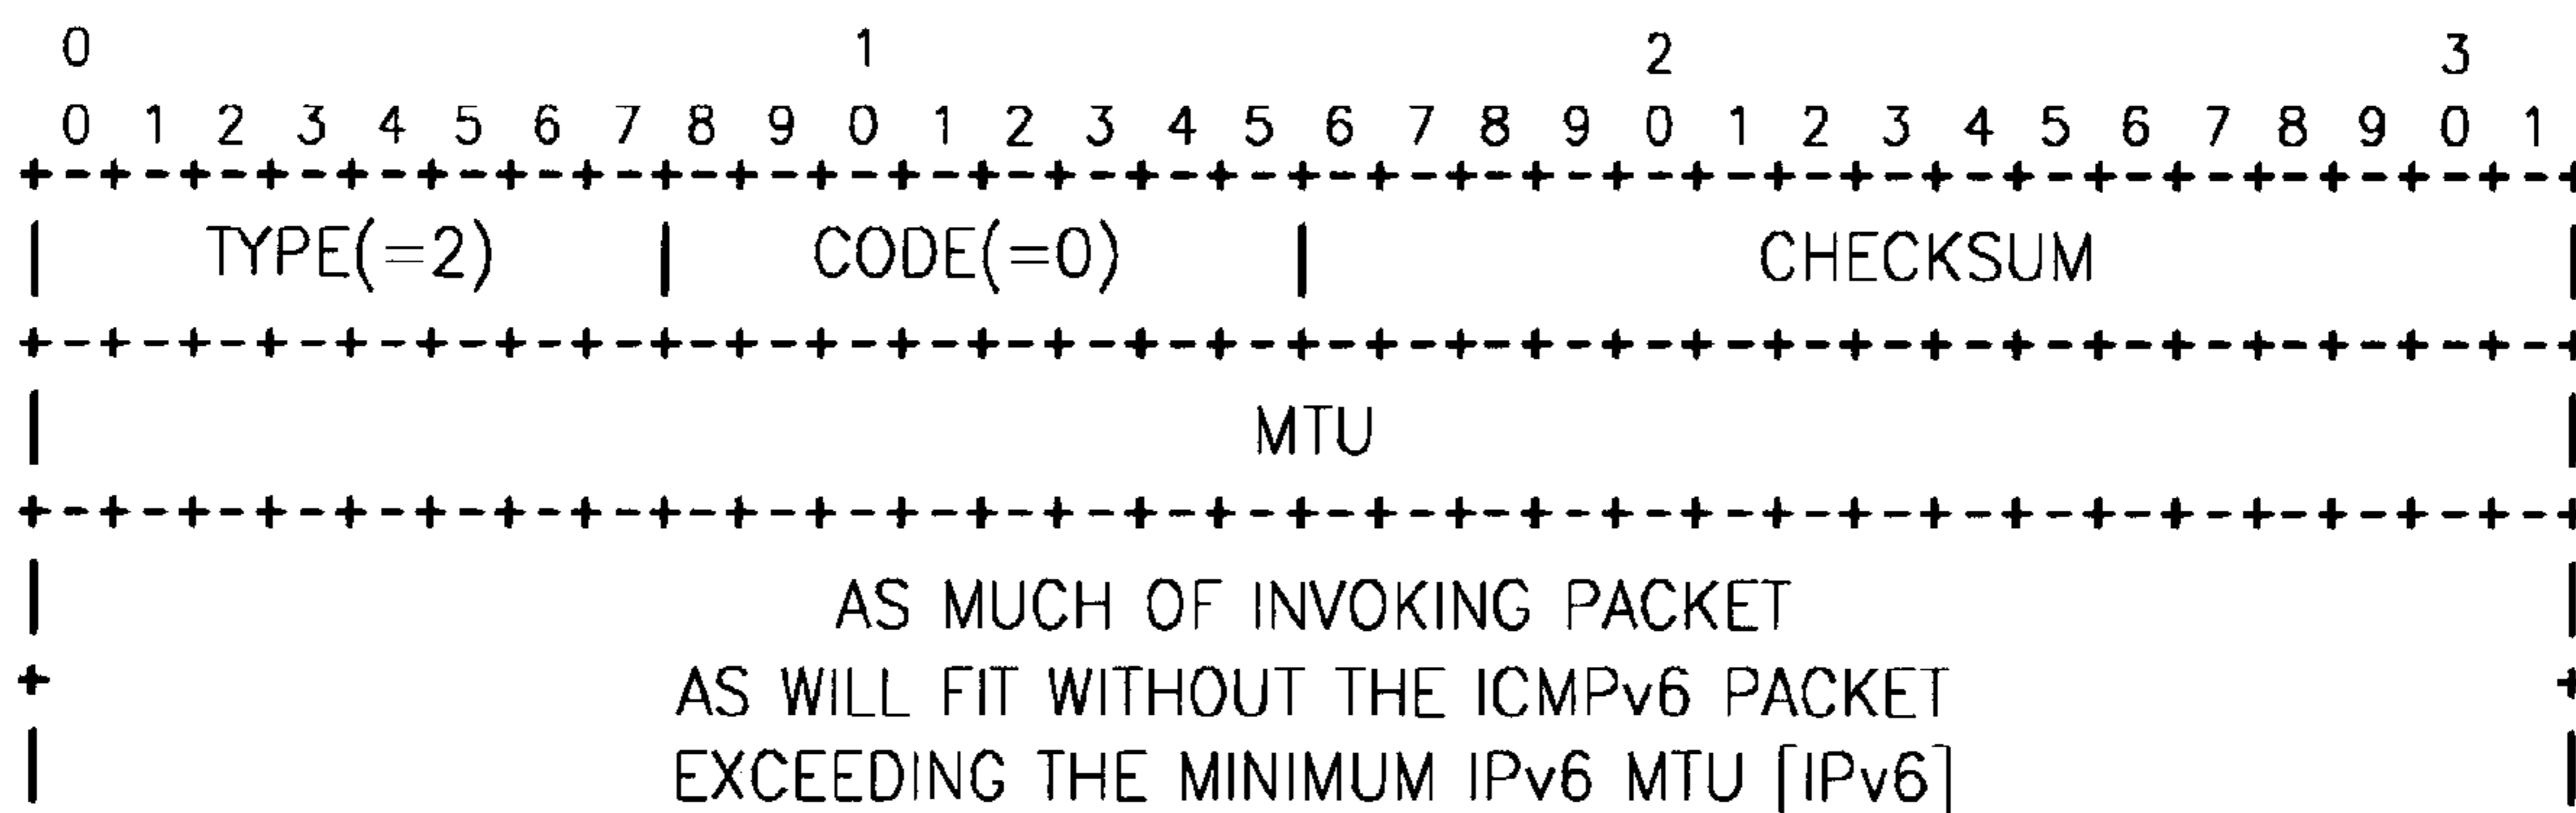 0 1 2 3
0 1 2 3 4 5 6 7 8 9 0 1 2 3 4 5 6 7 8 9 0 1 2 3 4 5 6 7 8 9 0 1
+-+-+-+-+-+-+-+-+-+-+-+-+-+-+-+-+-+-+-+-+-+-+-+-+-+-+-+-+-+-+-+-+
| TYPE(=2) | CODE(=0) | CHECKSUM |
+-+-+-+-+-+-+-+-+-+-+-+-+-+-+-+-+-+-+-+-+-+-+-+-+-+-+-+-+-+-+-+-+
| MTU |
+-+-+-+-+-+-+-+-+-+-+-+-+-+-+-+-+-+-+-+-+-+-+-+-+-+-+-+-+-+-+-+-+
| AS MUCH OF INVOKING PACKET |
+ AS WILL FIT WITHOUT THE ICMPv6 PACKET +
| EXCEEDING THE MINIMUM IPv6 MTU [IPv6] |